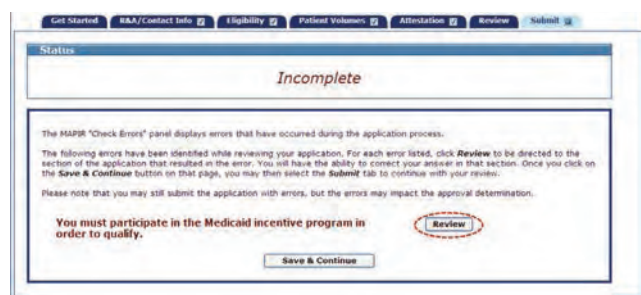 Get Started R&A/Contact Info Eligibility Patient Volumes Attestation Review Submit
Status
Incomplete
The MAPIR "Check Errors" panel displays errors that have occurred during the application process.
The following errors have been identified while reviewing your application. For each error listed, click Review to be directed to the
section of the application that resulted in the error. You will have the ability to correct your answer in that section. Once you click on
the Save & Continue button on that page, you may then select the Submit tab to continue with your review.
Please note that you may still submit the application with errors, but the errors may impact the approval determination.
You must participate in the Medicaid incentive program in
order to qualify.
Review
Save & Continue